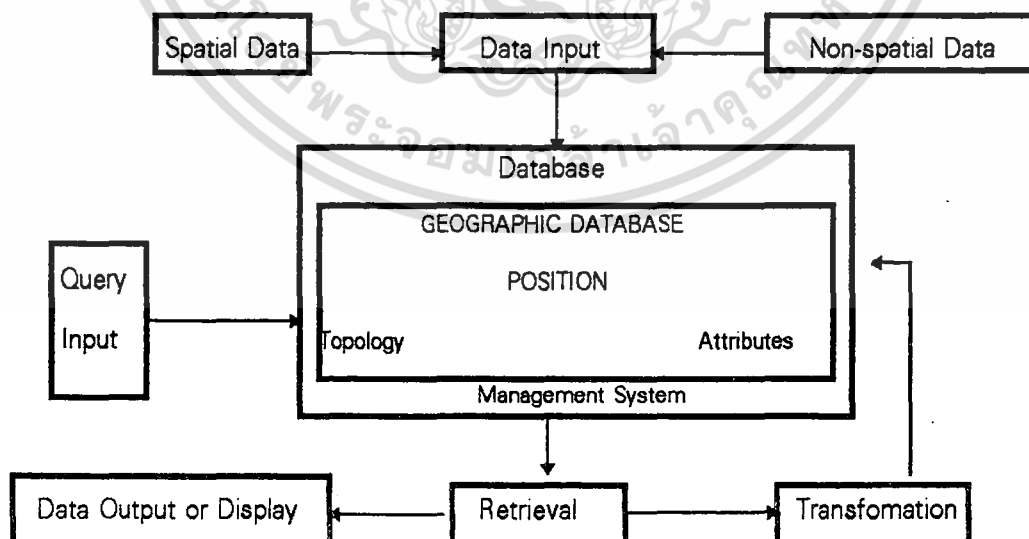 Spatial Data
Data Input
Non-spatial Data
Database
GEOGRAPHIC DATABASE
POSITION
Query
Input
Topology
Attributes
Management System
Data Output or Display
Retrieval
Transfomation